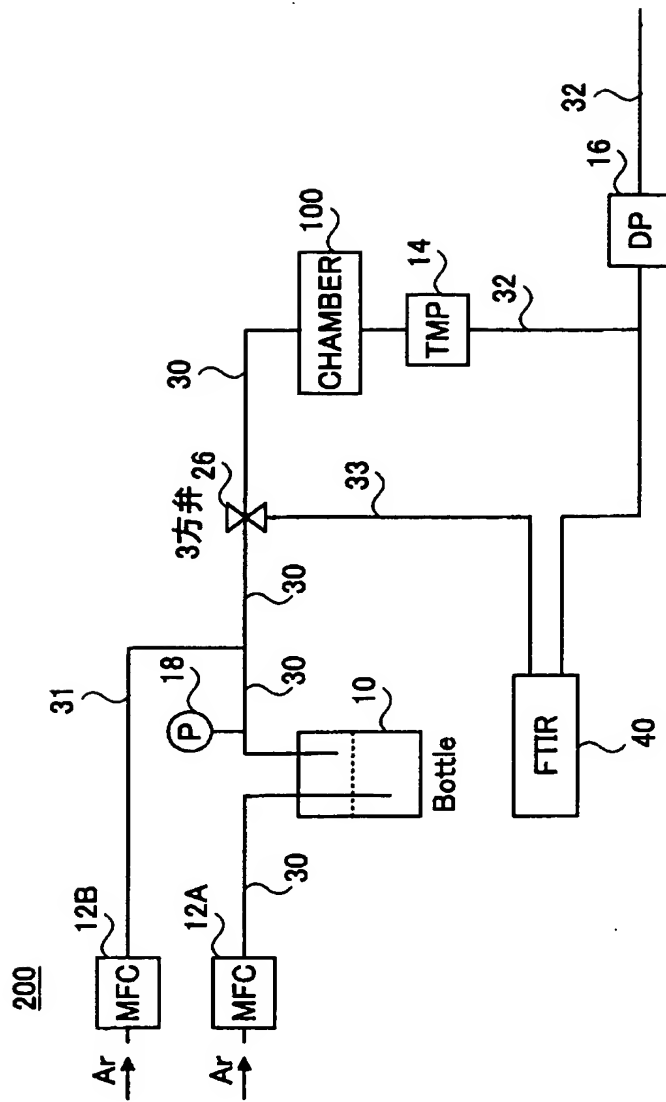 200
Ar
MFC
12B
31
Ar
MFC
12A
30
P
18
30
10
Bottle
30
3方弁
26
30
33
CHAMBER
100
TMP
14
32
FTIR
40
DP
16
32